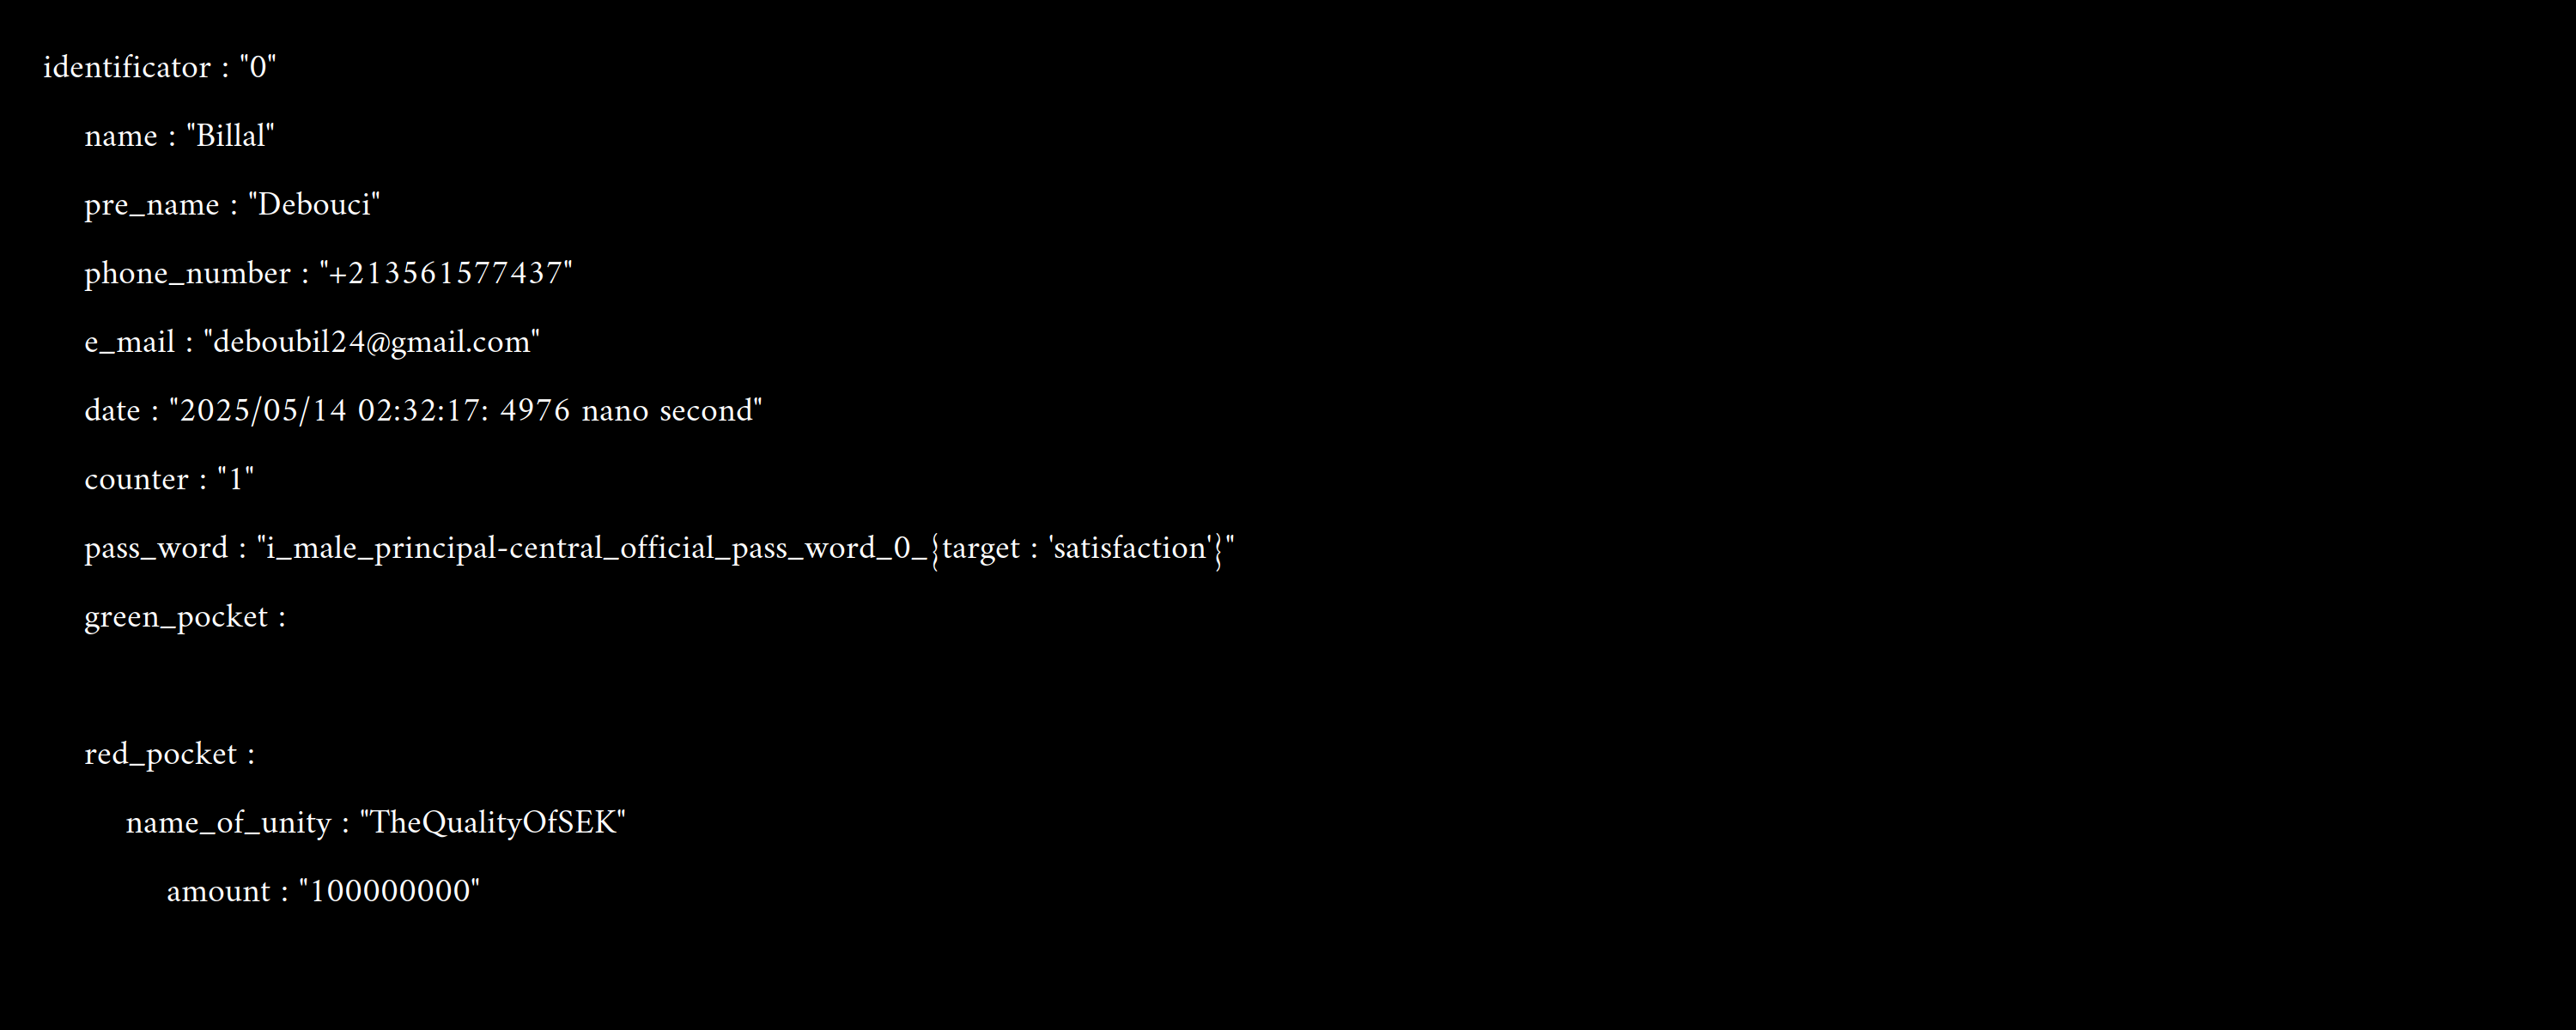 identificator : "0"
name : "Billal"
pre_name : "Debouci"
phone_number : "+213561577437"
e_mail : "deboubil24@gmail.com"
date : "2025/05/14 02:32:17: 4976 nano second"
counter : "1"
pass_word : "i_male_principal-central_official_pass_word_0_{target : 'satisfaction'}"
green_pocket :
red_pocket :
name_of_unity : "TheQualityOfSEK"
amount : "100000000"